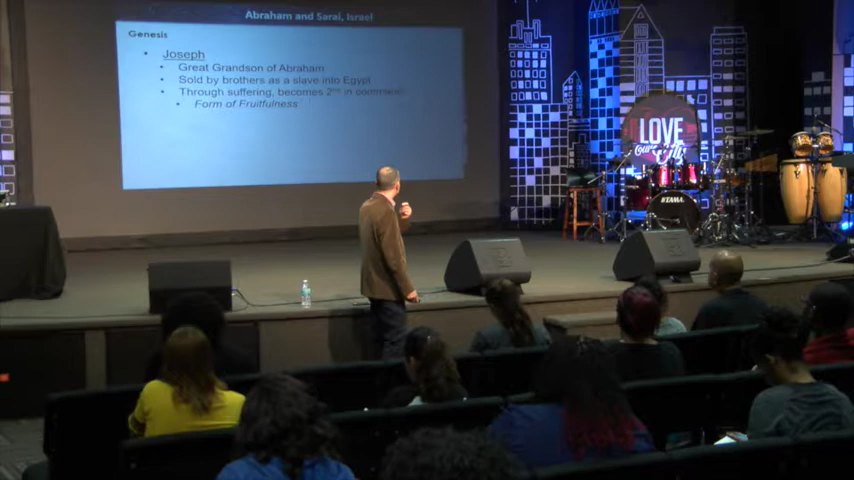 Abraham and Sarai, Israel
Genesis
• Joseph
• Great Grandson of Abraham
• Sold by brothers as a slave into Egypt
• Through suffering, becomes 2nd in command
• Form of Fruitfulness
LOVE
City
TAMA